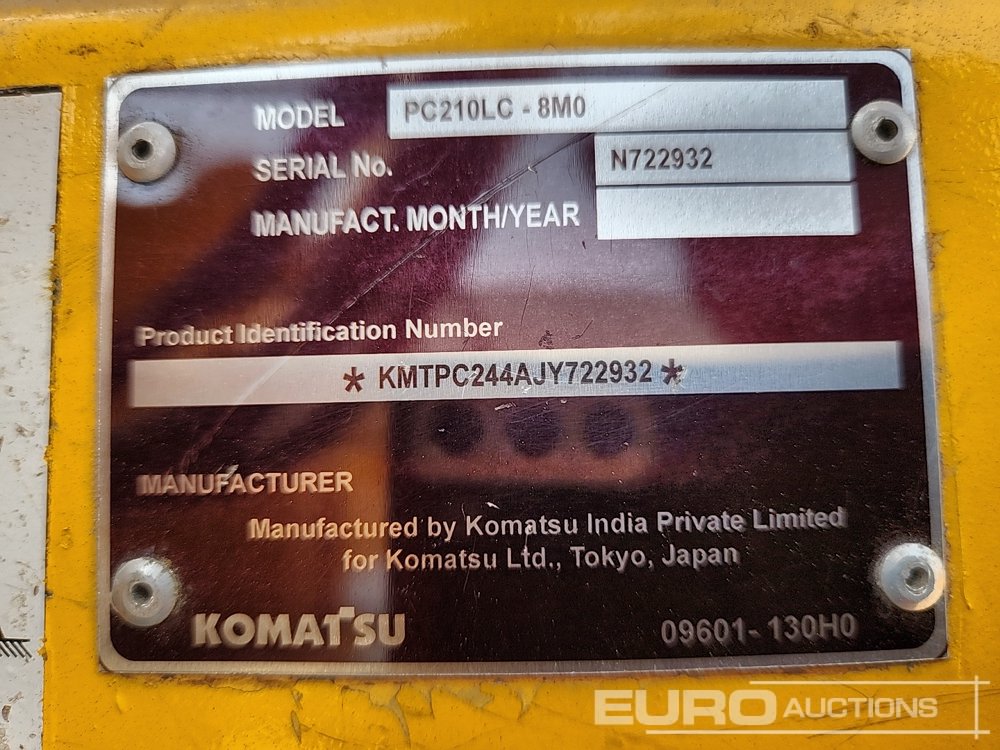 MODEL PC210LC - 8M0
SERIAL No. N722932
MANUFACT. MONTH/YEAR
Product Identification Number
* KMTPC244AJY722932 *
MANUFACTURER
Manufactured by Komatsu India Private Limited
for Komatsu Ltd., Tokyo, Japan
KOMATSU 09601- 130H0
EURO AUCTIONS